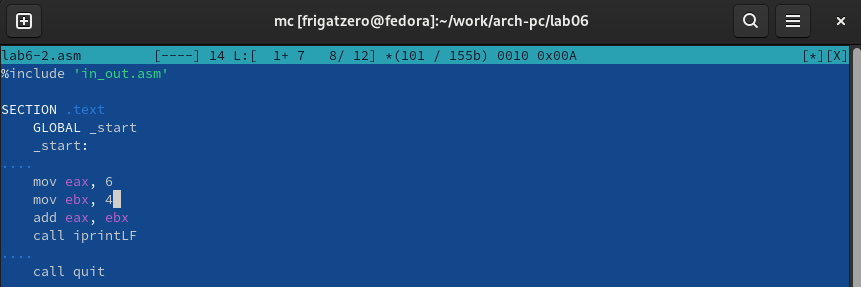 mc [frigatzero@fedora]:~/work/arch-pc/lab06
lab6-2.asm [----] 14 L:[ 1+ 7 8/ 12] *(101 / 155b) 0010 0x00A [*][X]
%include 'in_out.asm'
SECTION .text
GLOBAL _start
_start:
....
mov eax, 6
mov ebx, 4
add eax, ebx
call iprintLF
....
call quit